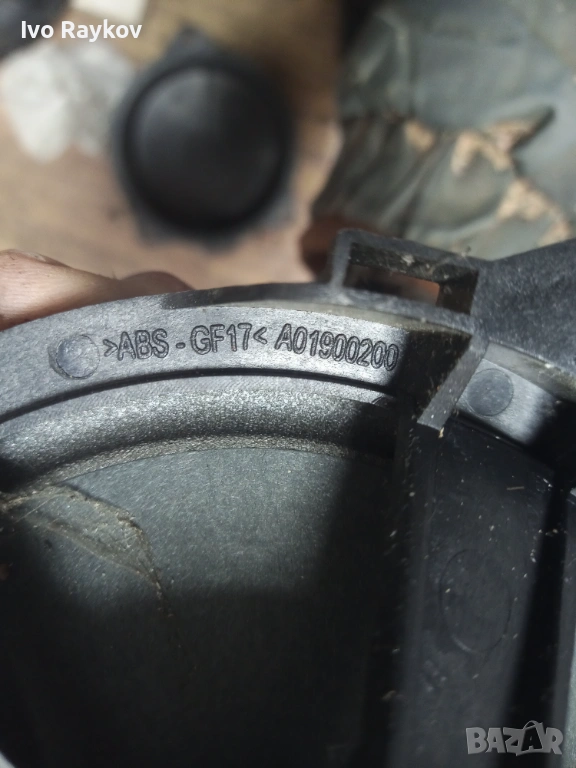 Ivo Raykov
>ABS - GF17< A01900200
BAZAR